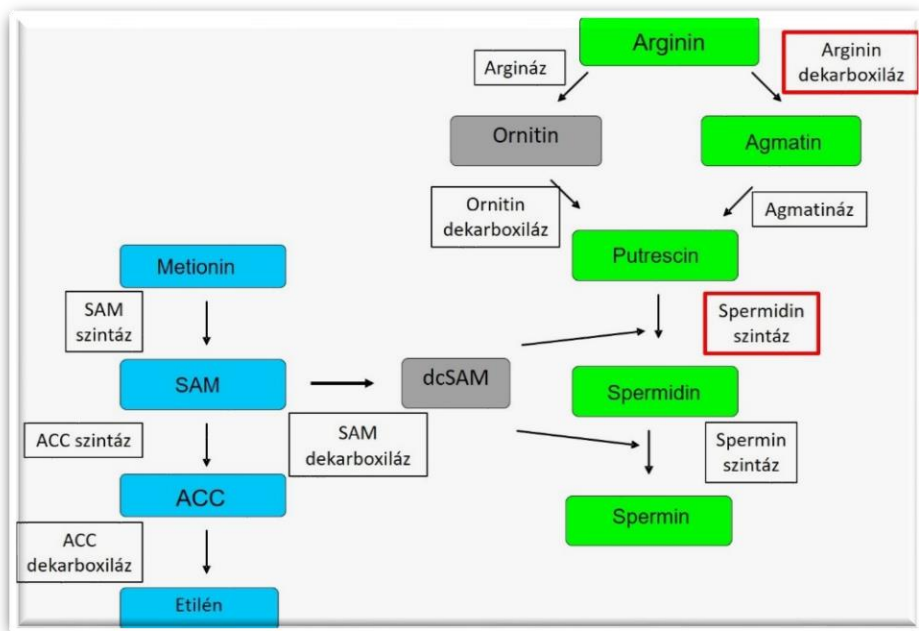 Arginin
Arginin
dekarboxiláz
Argináz
Ornitin
Agmatin
Ornitin
dekarboxiláz
Agmatináz
Putrescin
Metionin
SAM
szintáz
Spermidin
szintáz
SAM
dcSAM
Spermidin
ACC szintáz
SAM
dekarboxiláz
Spermin
szintáz
ACC
Spermin
ACC
dekarboxiláz
Etilén